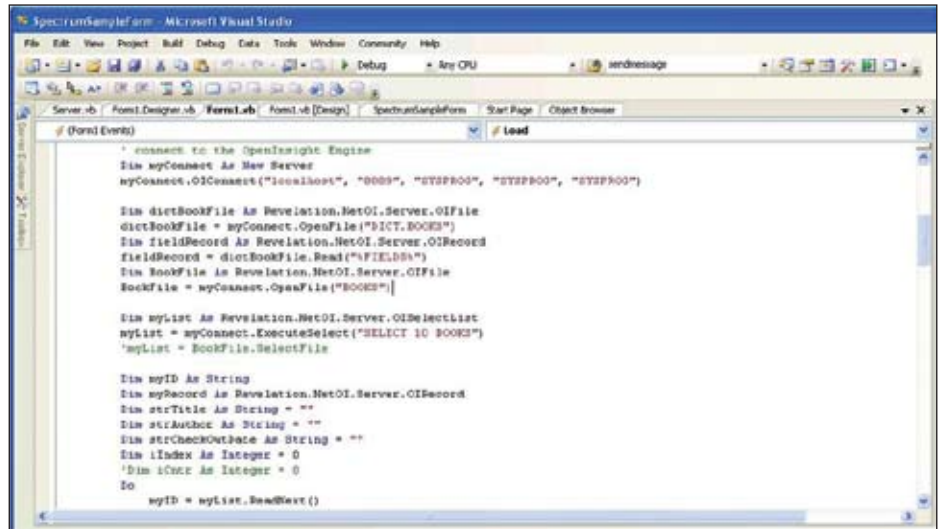 SpectrumSampleForm - Microsoft Visual Studio
File Edit View Project Build Debug Data Tools Window Community Help
Debug Any CPU sendmessage
Server.vb Form1.Designer.vb Form1.vb Form1.vb [Design] SpectrumSampleForm Start Page Object Browser
(Form1 Events) Load
Server Explorer
Toolbox
' connect to the OpenInsight Engine
Dim myConnect As New Server
myConnect.OIConnect("localhost", "8089", "SYSPROG", "SYSPROG", "SYSPROG")
Dim dictBookFile As Revelation.NetOI.Server.OIFile
dictBookFile = myConnect.OpenFile("DICT.BOOKS")
Dim fieldRecord As Revelation.NetOI.Server.OIRecord
fieldRecord = dictBookFile.Read("%FIELDS%")
Dim BookFile As Revelation.NetOI.Server.OIFile
BookFile = myConnect.OpenFile("BOOKS")
Dim myList As Revelation.NetOI.Server.OISelectList
myList = myConnect.ExecuteSelect("SELECT 10 BOOKS")
'myList = BookFile.SelectFile
Dim myID As String
Dim myRecord As Revelation.NetOI.Server.OIRecord
Dim strTitle As String = ""
Dim strAuthor As String = ""
Dim strCheckOutDate As String = ""
Dim iIndex As Integer = 0
'Dim iCntr As Integer = 0
Do
myID = myList.ReadNext()